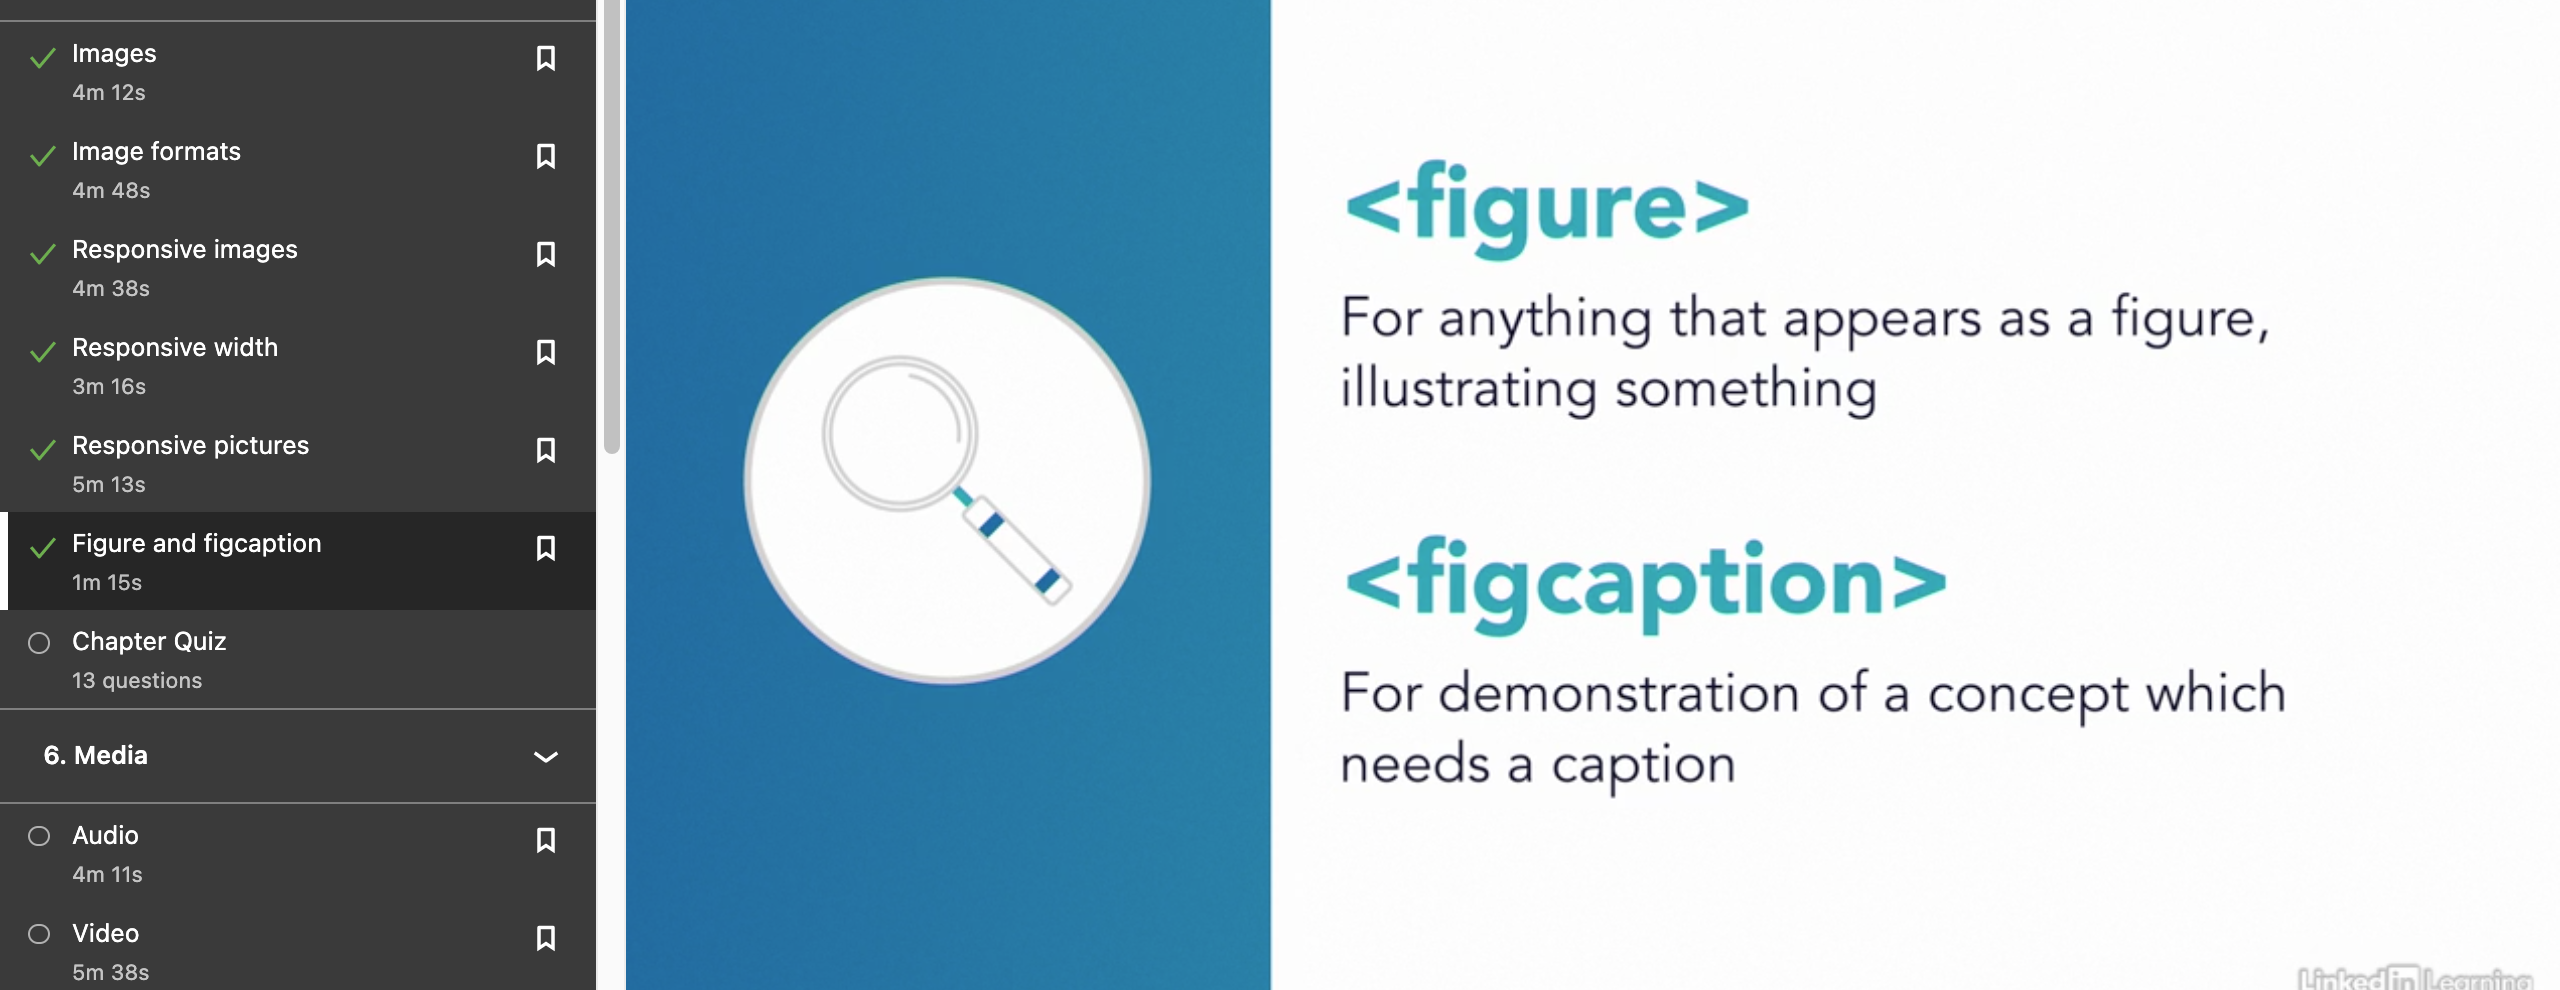 Images
4m 12s
Image formats
4m 48s
Responsive images
4m 38s
Responsive width
3m 16s
Responsive pictures
5m 13s
Figure and figcaption
1m 15s
Chapter Quiz
13 questions
6. Media
Audio
4m 11s
Video
5m 38s
<figure>
For anything that appears as a figure,
illustrating something
<figcaption>
For demonstration of a concept which
needs a caption
Linked in Learning